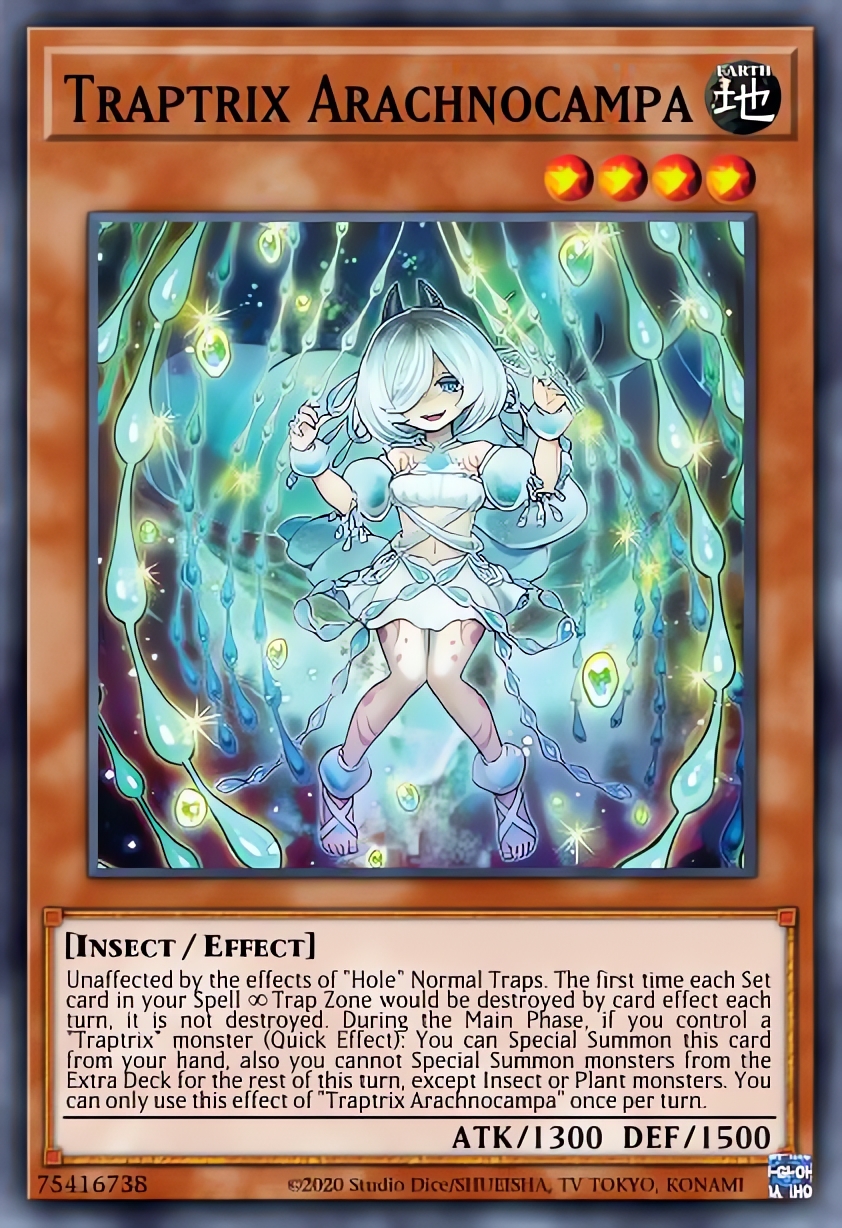 Traptrix Arachnocampa
EARTH
地
[Insect / Effect]
Unaffected by the effects of "Hole" Normal Traps. The first time each Set
card in your Spell ∞ Trap Zone would be destroyed by card effect each
turn, it is not destroyed. During the Main Phase, if you control a
"Traptrix" monster (Quick Effect): You can Special Summon this card
from your hand, also you cannot Special Summon monsters from the
Extra Deck for the rest of this turn, except Insect or Plant monsters. You
can only use this effect of "Traptrix Arachnocampa" once per turn.
ATK/1300 DEF/1500
75416738 ©2020 Studio Dice/SHUEISHA, TV TOKYO, KONAMI